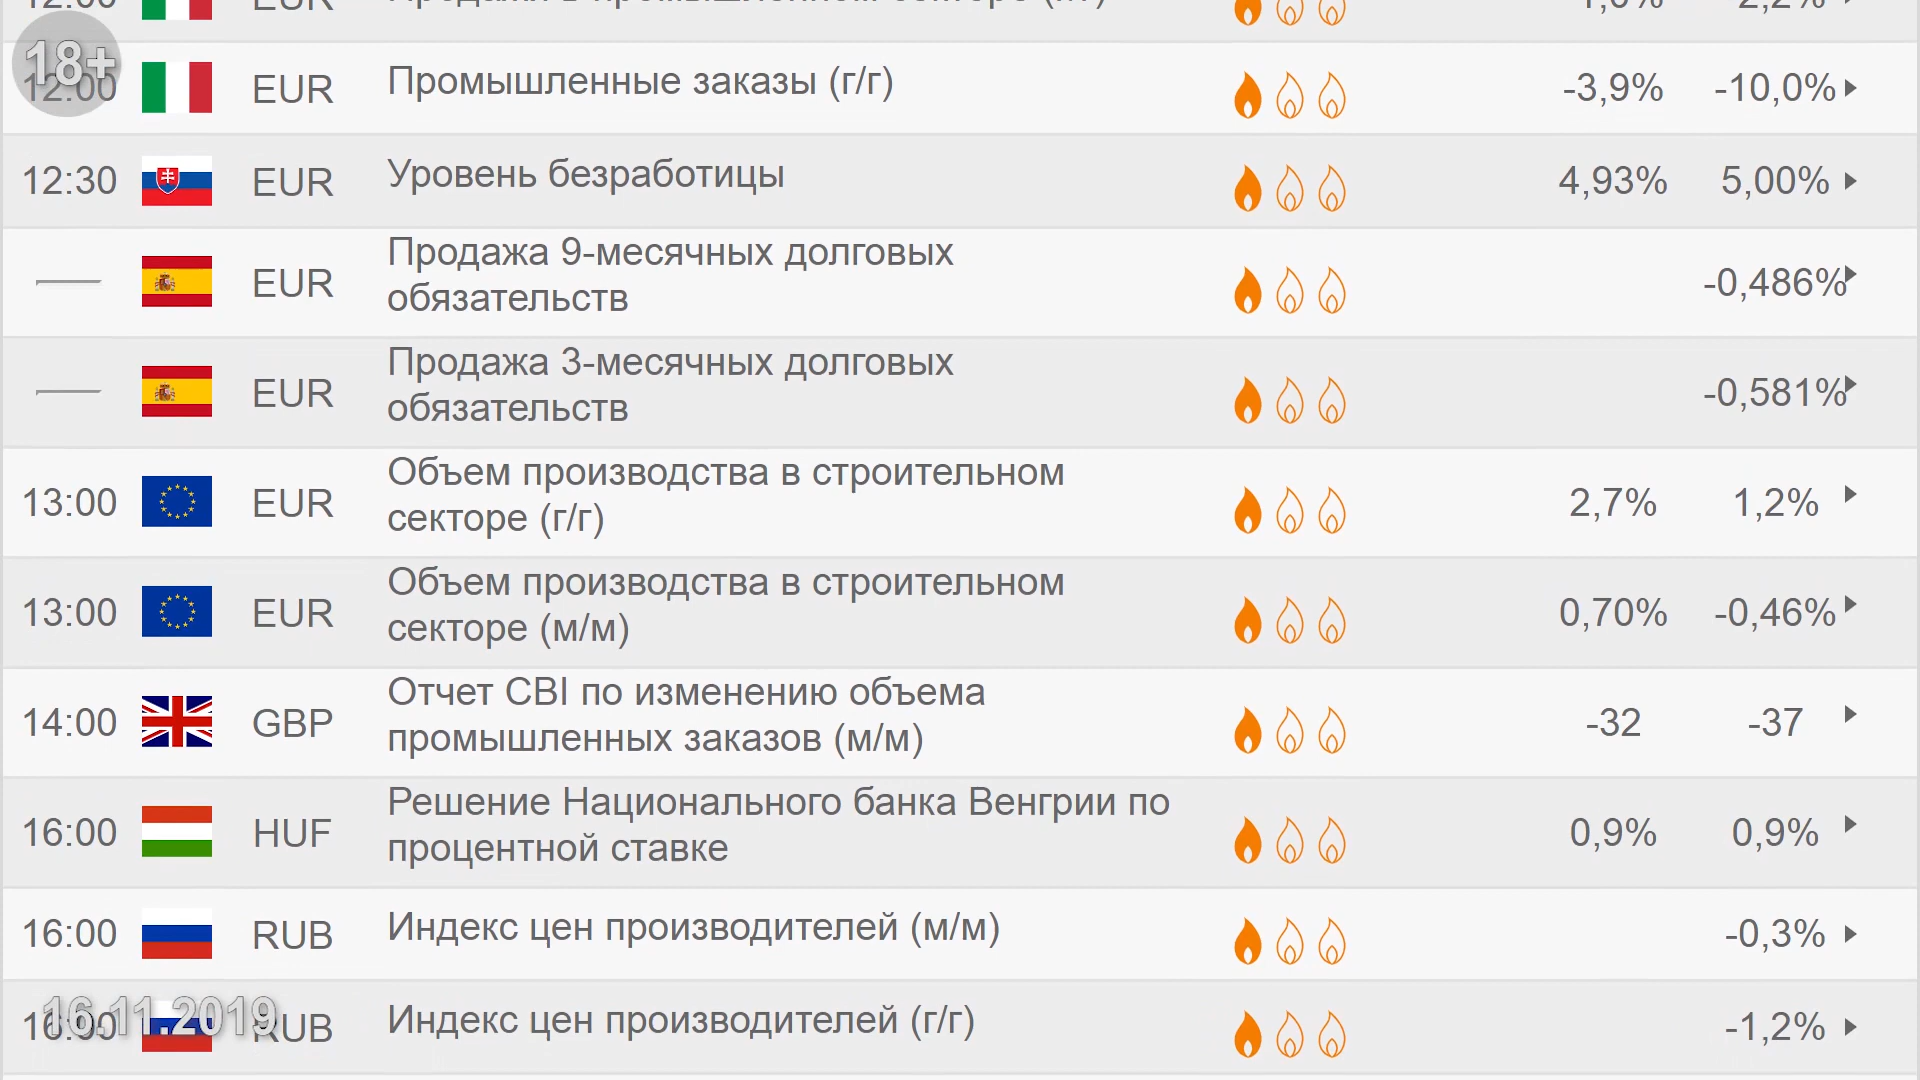 12:00 EUR
18+
12:00 EUR Промышленные заказы (г/г) -3,9% -10,0%
12:30 EUR Уровень безработицы 4,93% 5,00%
EUR Продажа 9-месячных долговых
обязательств -0,486%
EUR Продажа 3-месячных долговых
обязательств -0,581%
13:00 EUR Объем производства в строительном
секторе (г/г) 2,7% 1,2%
13:00 EUR Объем производства в строительном
секторе (м/м) 0,70% -0,46%
14:00 GBP Отчет CBI по изменению объема
промышленных заказов (м/м) -32 -37
16:00 HUF Решение Национального банка Венгрии по
процентной ставке 0,9% 0,9%
16:00 RUB Индекс цен производителей (м/м) -0,3%
16:00 RUB Индекс цен производителей (г/г) -1,2%
16.11.2019